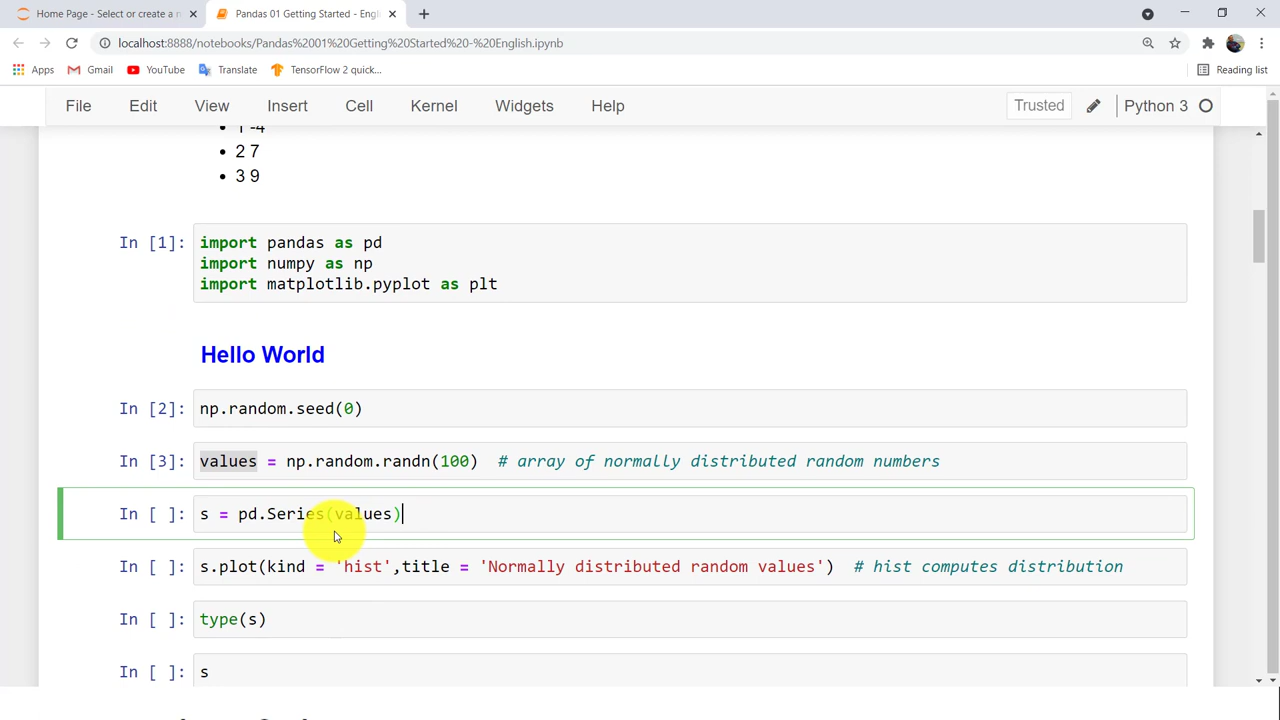 Home Page - Select or create a n
Pandas 01 Getting Started - Engl
localhost:8888/notebooks/Pandas%2001%20Getting%20Started%20-%20English.ipynb
Apps Gmail YouTube Translate TensorFlow 2 quick... Reading list
File Edit View Insert Cell Kernel Widgets Help Trusted Python 3
• 1 -4
• 2 7
• 3 9
In [1]: import pandas as pd
import numpy as np
import matplotlib.pyplot as plt
Hello World
In [2]: np.random.seed(0)
In [3]: values = np.random.randn(100) # array of normally distributed random numbers
In [ ]: s = pd.Series(values)
In [ ]: s.plot(kind = 'hist',title = 'Normally distributed random values') # hist computes distribution
In [ ]: type(s)
In [ ]: s